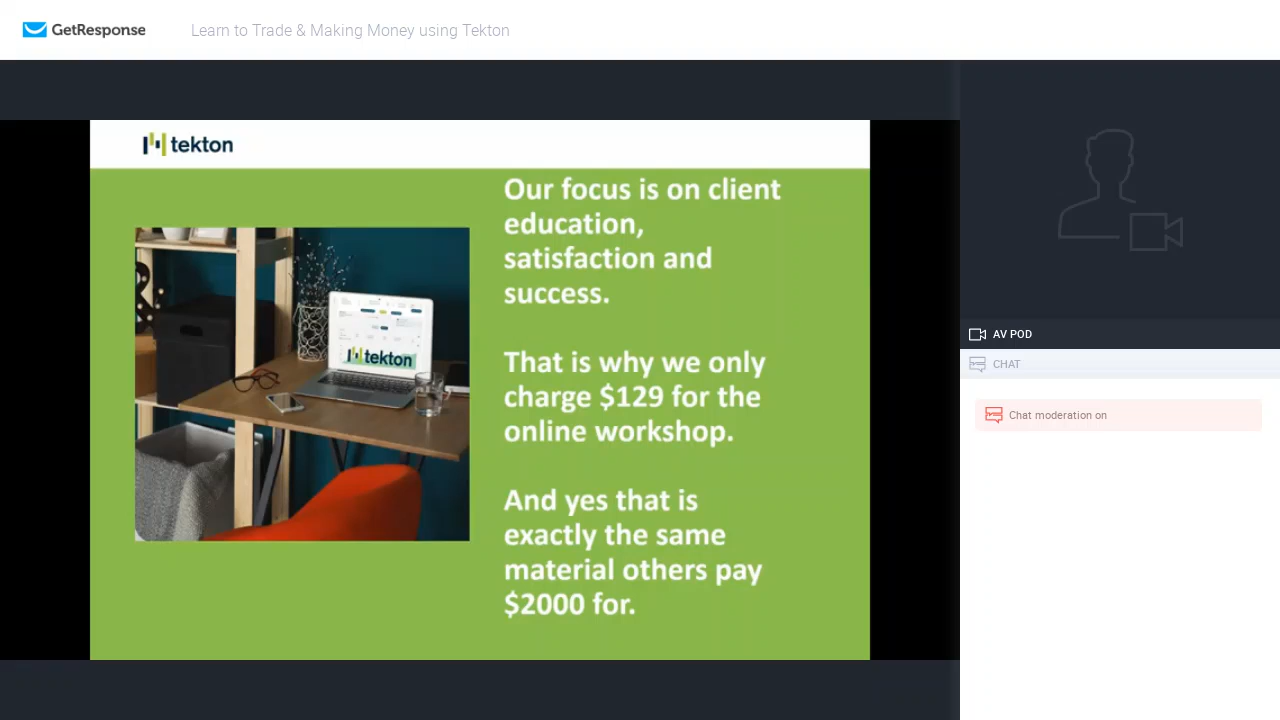 GetResponse
Learn to Trade & Making Money using Tekton
tekton
Our focus is on client
education,
satisfaction and
success.
That is why we only
charge $129 for the
online workshop.
And yes that is
exactly the same
material others pay
$2000 for.
tekton
AV POD
CHAT
Chat moderation on